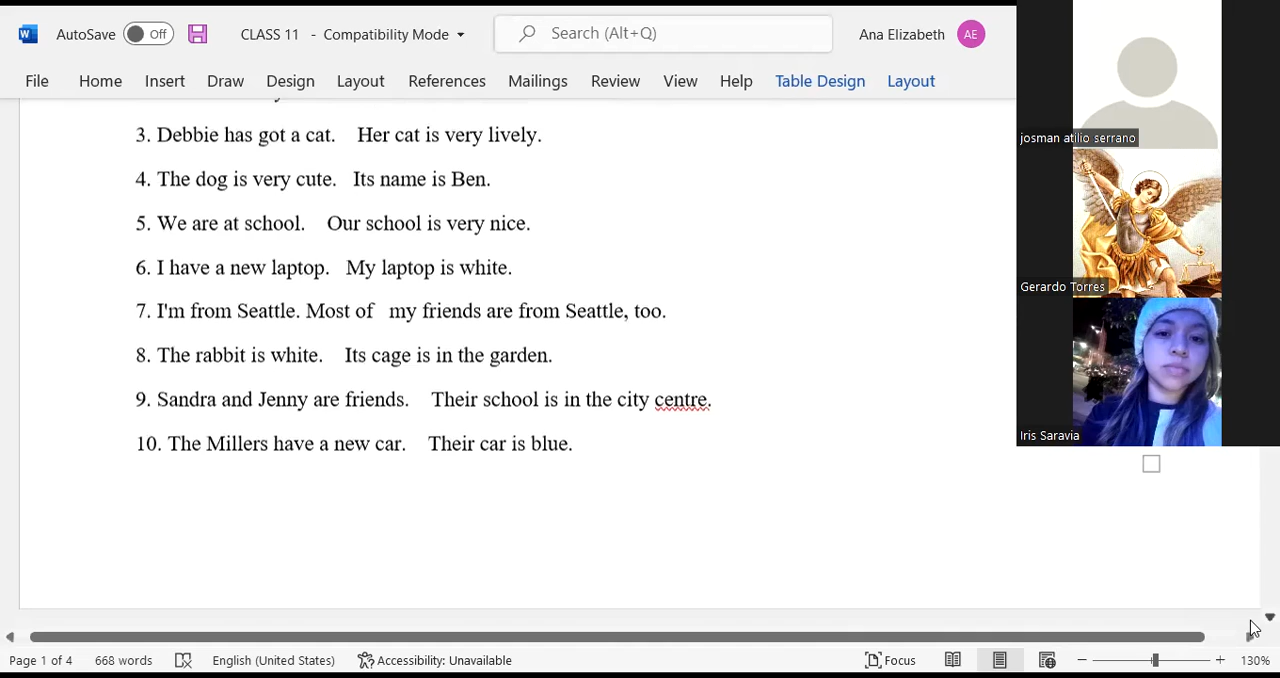 AutoSave Off CLASS 11 - Compatibility Mode Search (Alt+Q) Ana Elizabeth AE
File Home Insert Draw Design Layout References Mailings Review View Help Table Design Layout
3. Debbie has got a cat. Her cat is very lively.
4. The dog is very cute. Its name is Ben.
5. We are at school. Our school is very nice.
6. I have a new laptop. My laptop is white.
7. I'm from Seattle. Most of my friends are from Seattle, too.
8. The rabbit is white. Its cage is in the garden.
9. Sandra and Jenny are friends. Their school is in the city centre.
10. The Millers have a new car. Their car is blue.
josman atilio serrano
Gerardo Torres
Iris Saravia
Page 1 of 4 668 words English (United States) Accessibility: Unavailable Focus 130%